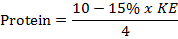 Protein = 10 − 15% x KE / 4